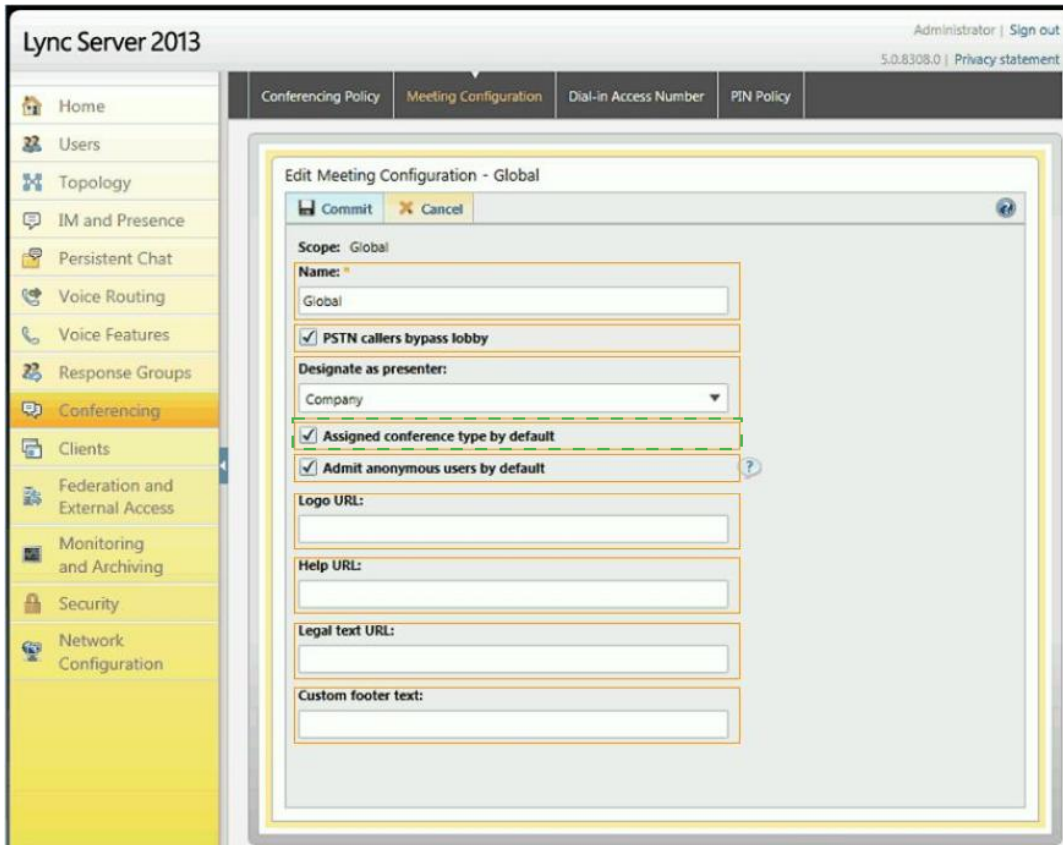 Lync Server 2013
Administrator | Sign out
5.0.8308.0 | Privacy statement
Home
Users
Topology
IM and Presence
Persistent Chat
Voice Routing
Voice Features
Response Groups
Conferencing
Clients
Federation and
External Access
Monitoring
and Archiving
Security
Network
Configuration
Conferencing Policy
Meeting Configuration
Dial-in Access Number
PIN Policy
Edit Meeting Configuration - Global
Commit
Cancel
?
Scope: Global
Name: *
Global
PSTN callers bypass lobby
Designate as presenter:
Company
Assigned conference type by default
Admit anonymous users by default
?
Logo URL:
Help URL:
Legal text URL:
Custom footer text: